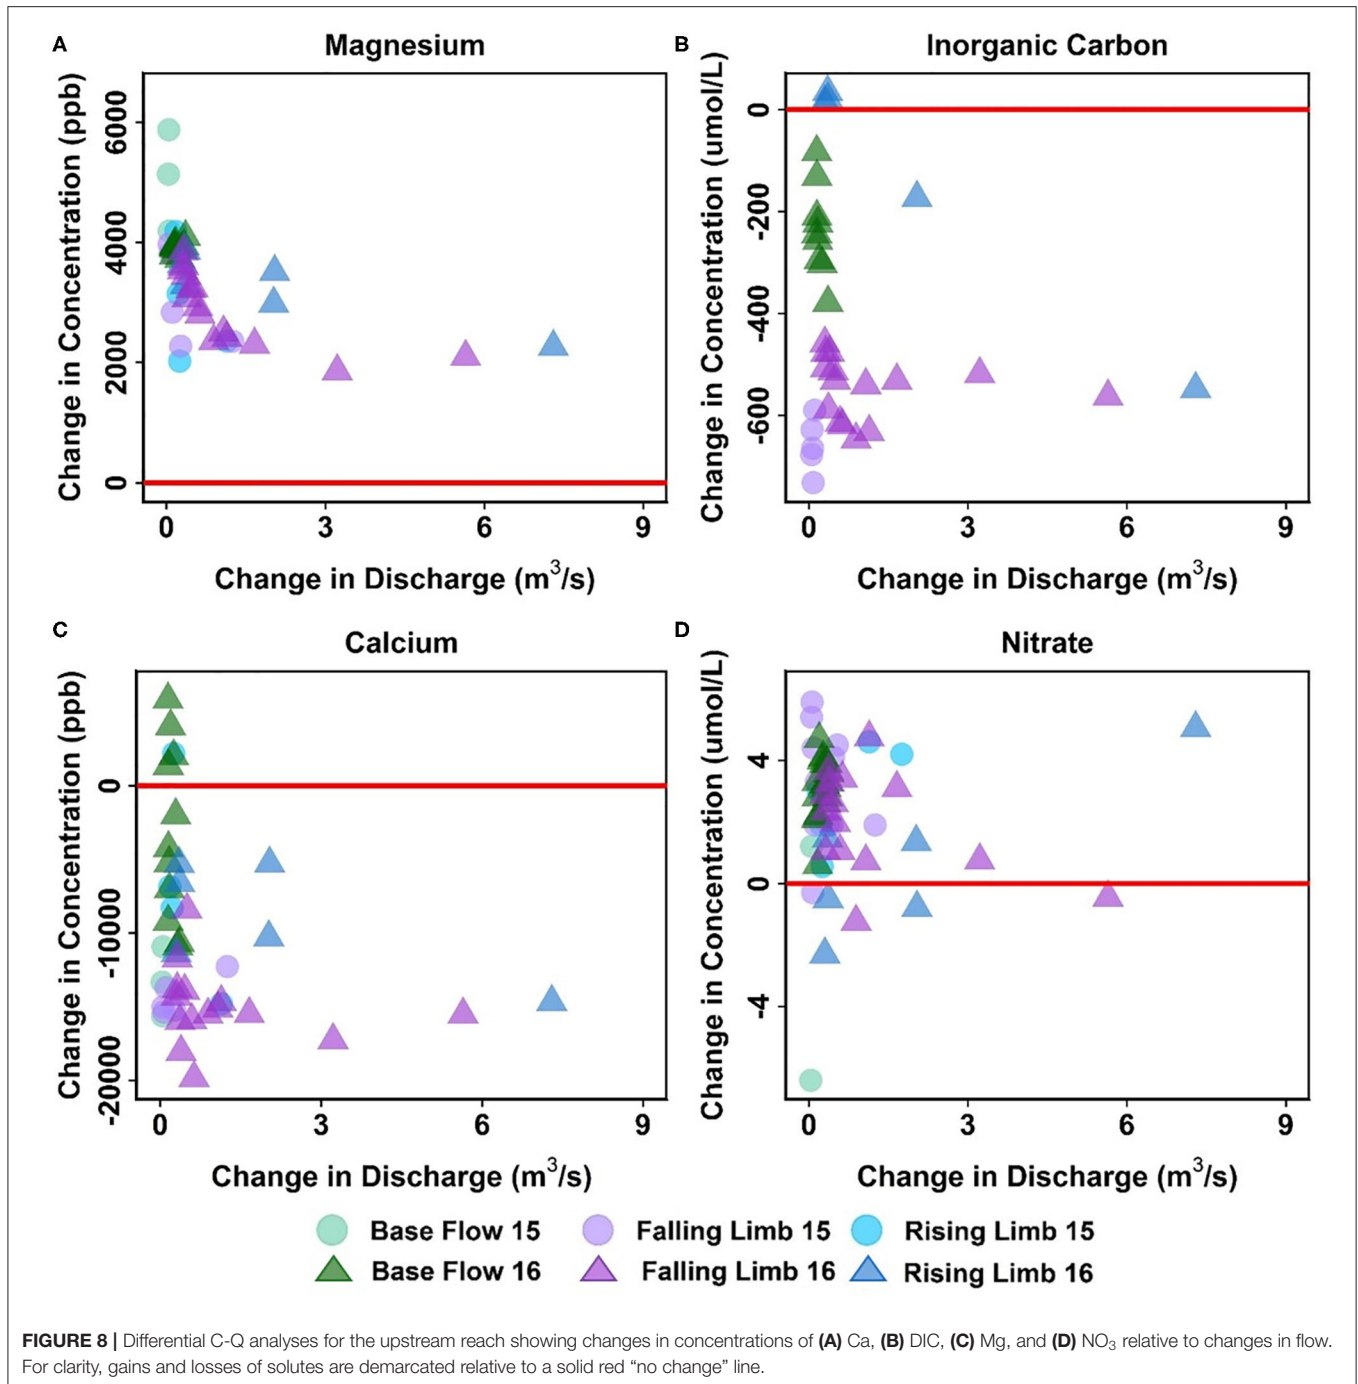 A
Magnesium
Change in Concentration (ppb)
6000
4000
2000
0
0 3 6 9
Change in Discharge (m³/s)
B
Inorganic Carbon
Change in Concentration (umol/L)
0
-200
-400
-600
0 3 6 9
Change in Discharge (m³/s)
C
Calcium
Change in Concentration (ppb)
0
-10000
-20000
0 3 6 9
Change in Discharge (m³/s)
D
Nitrate
Change in Concentration (umol/L)
4
0
-4
0 3 6 9
Change in Discharge (m³/s)
Base Flow 15 Falling Limb 15 Rising Limb 15
Base Flow 16 Falling Limb 16 Rising Limb 16
FIGURE 8 | Differential C-Q analyses for the upstream reach showing changes in concentrations of (A) Ca, (B) DIC, (C) Mg, and (D) NO₃ relative to changes in flow.
For clarity, gains and losses of solutes are demarcated relative to a solid red “no change” line.